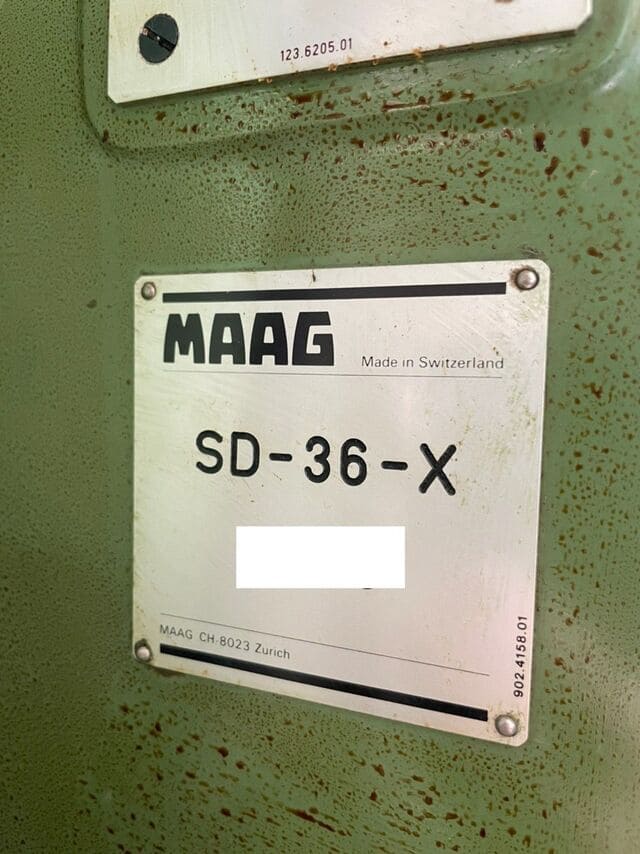 123.6205.01
MAAG
Made in Switzerland
SD-36-X
MAAG CH-8023 Zurich
902.4158.01